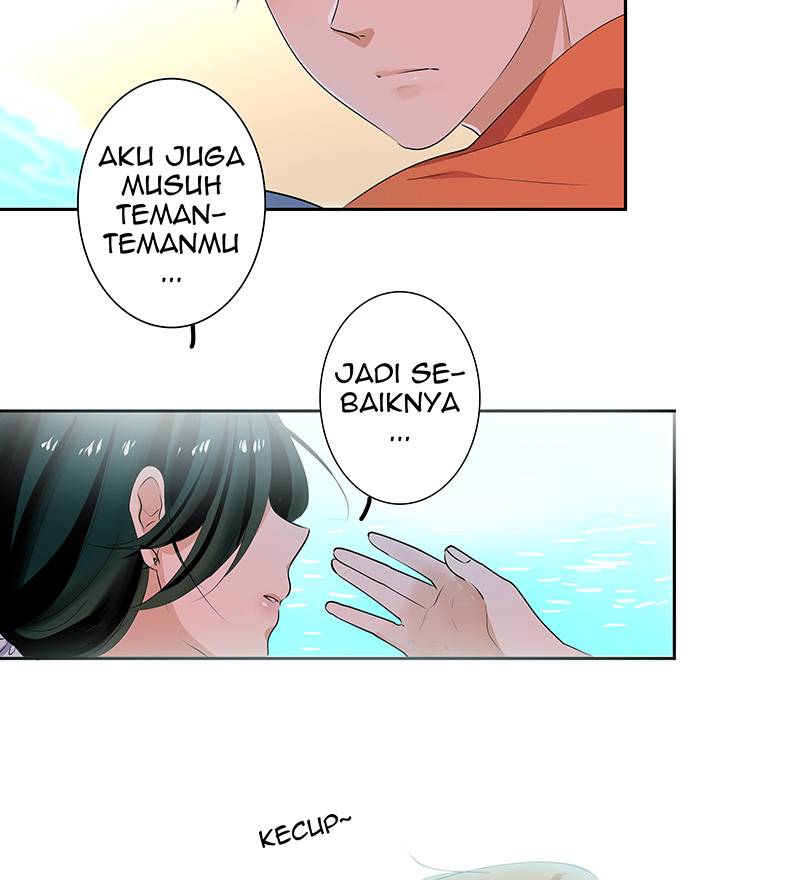 AKU JUGA
MUSUH
TEMAN-
TEMANMU
...
JADI SE-
BAIKNYA
...
KECUP~